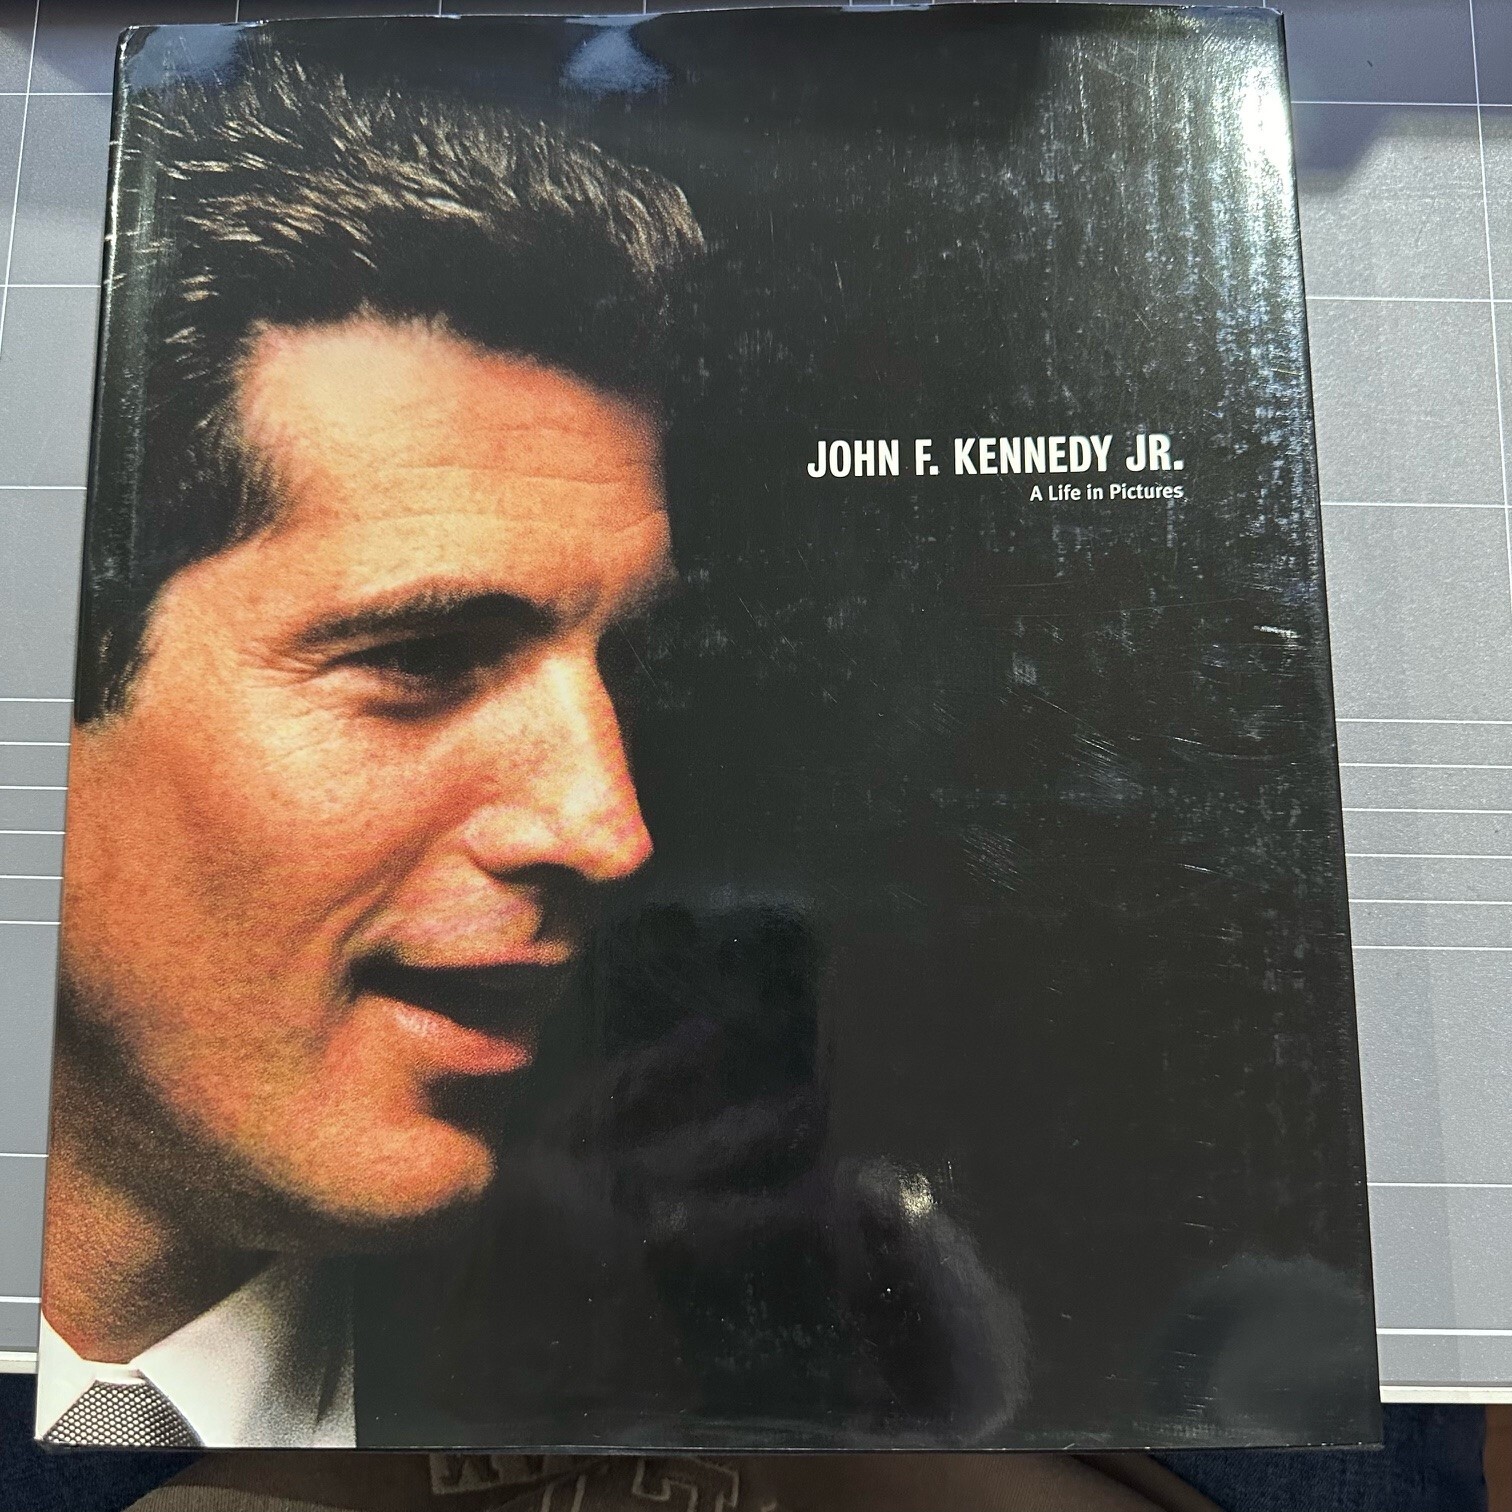 JOHN F. KENNEDY JR.
A Life in Pictures